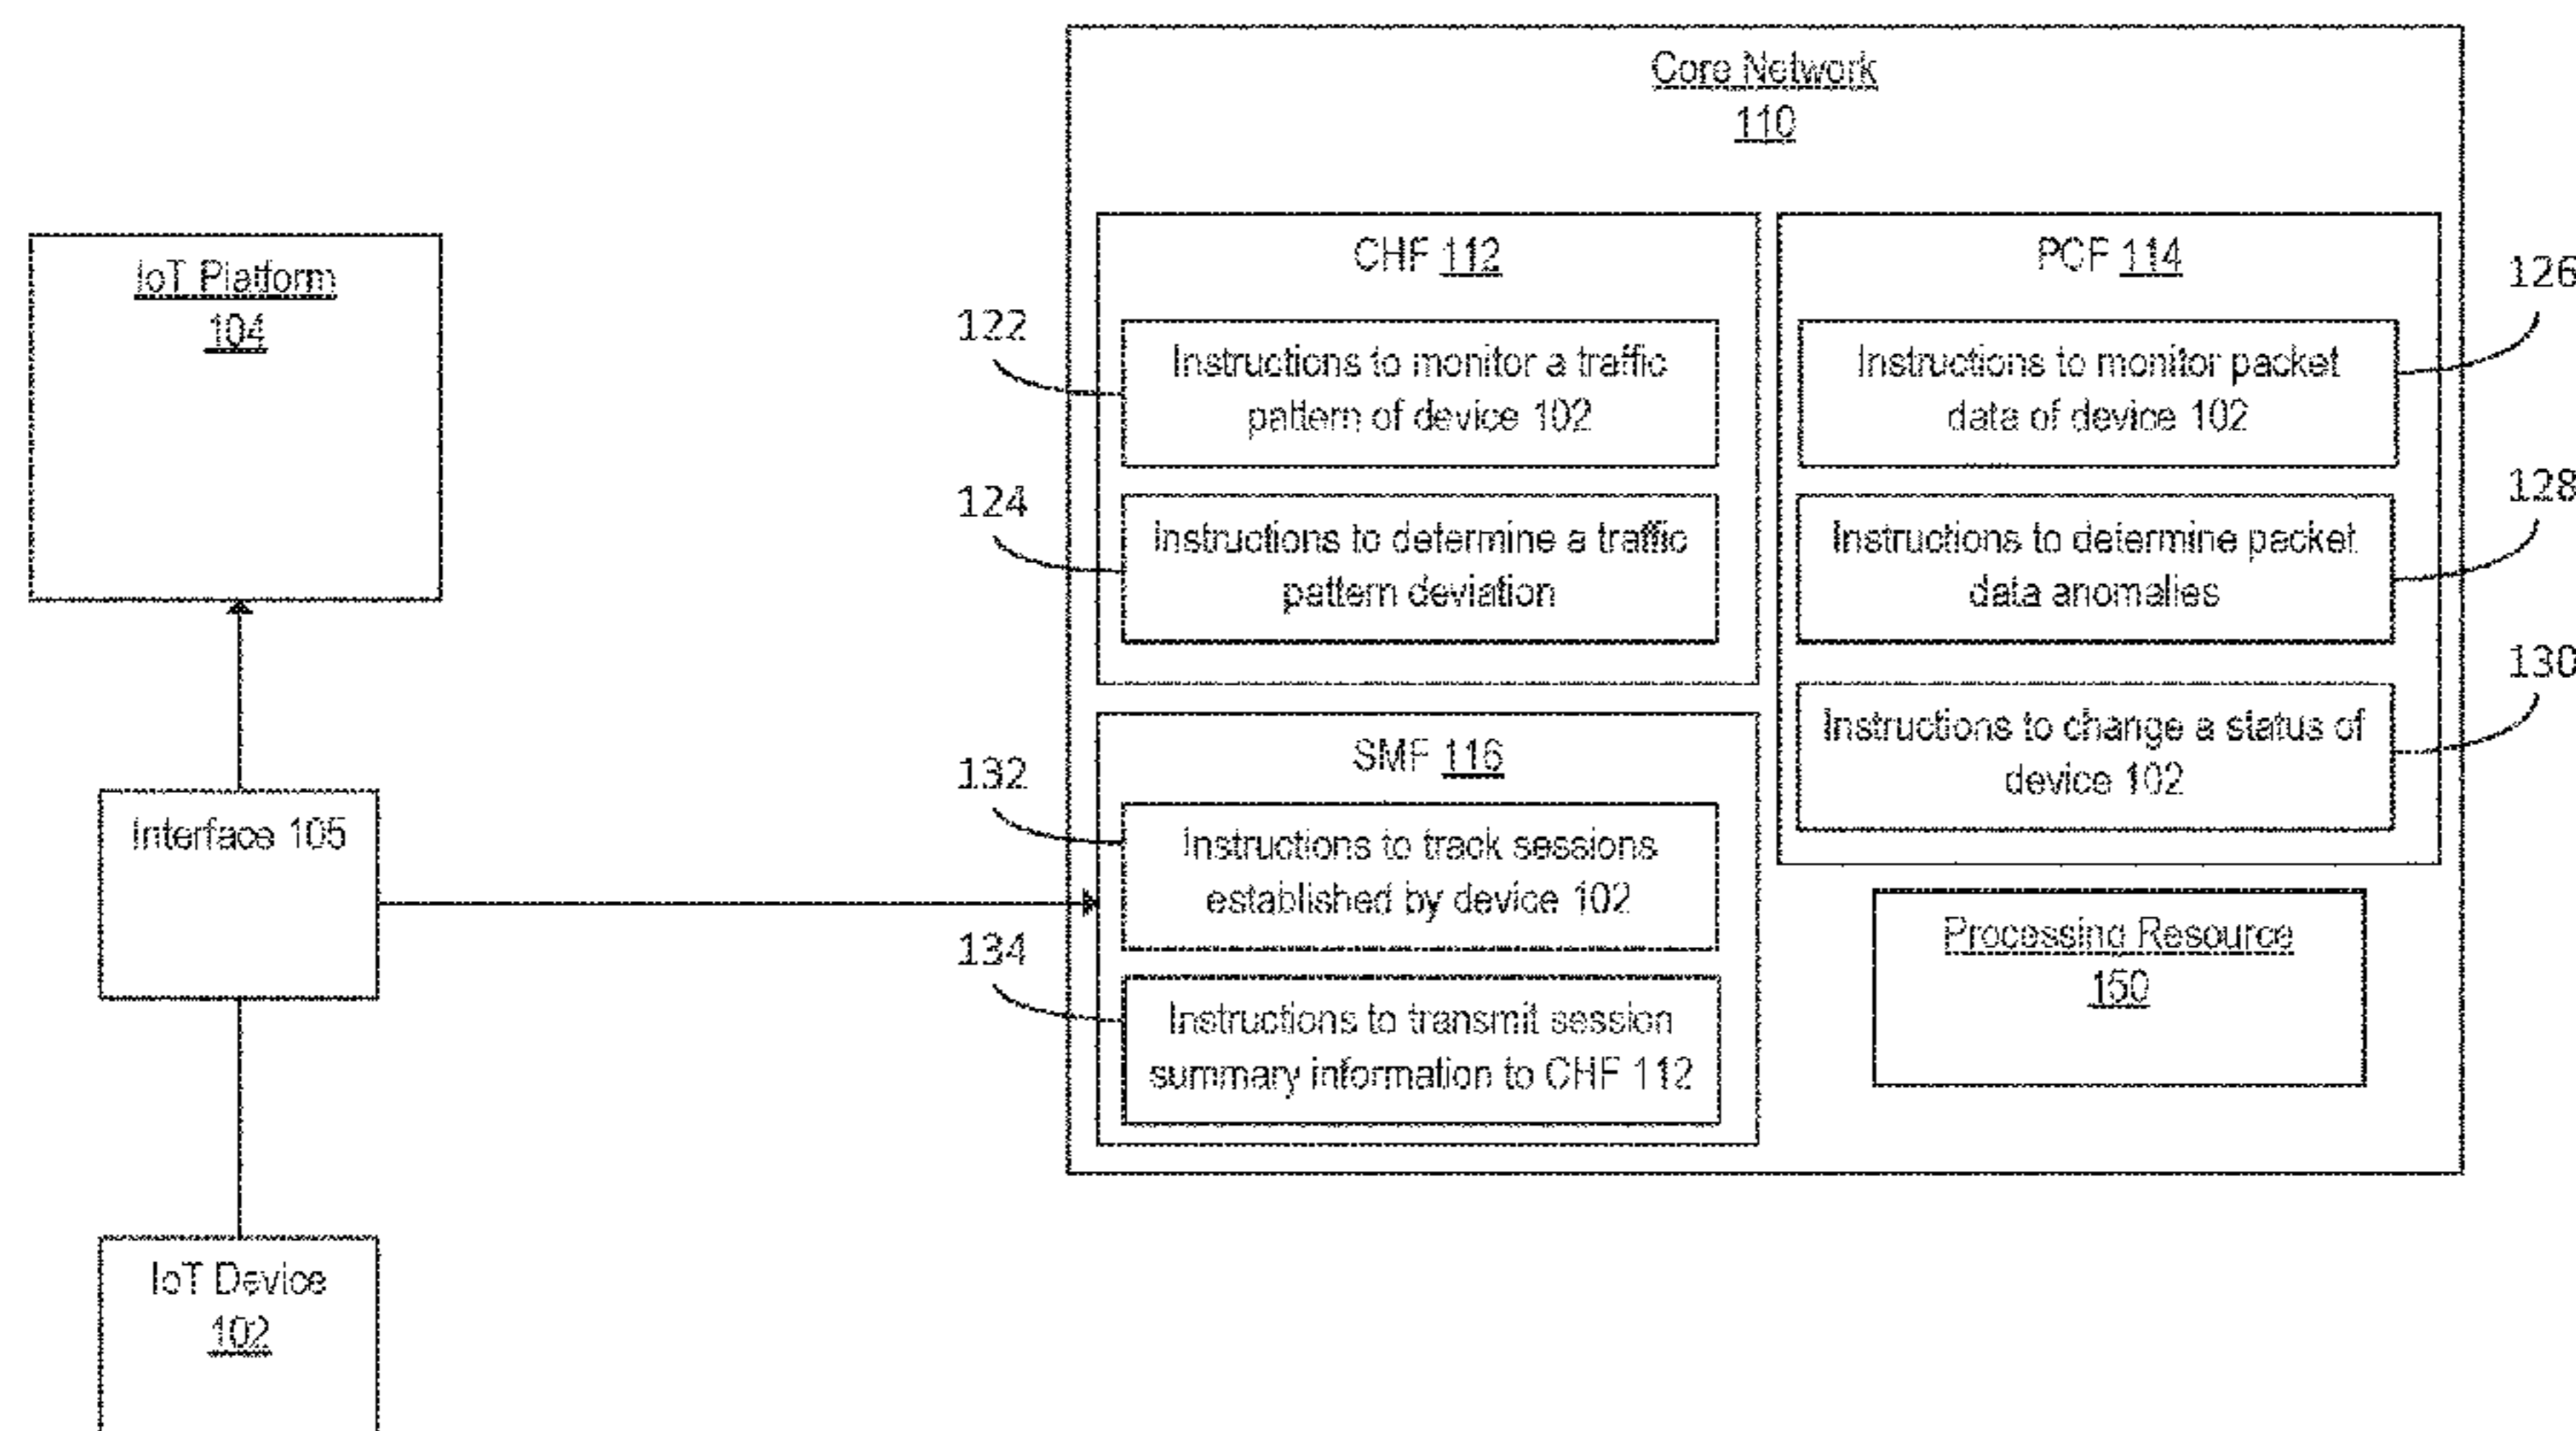 Core Network
110
IoT Platform
104
CHF 112
122
Instructions to monitor a traffic
pattern of device 102
124
Instructions to determine a traffic
pattern deviation
PCF 114
126
Instructions to monitor packet
data of device 102
128
Instructions to determine packet
data anomalies
130
Instructions to change a status of
device 102
Interface 105
SMF 116
132
Instructions to track sessions
established by device 102
134
Instructions to transmit session
summary information to CHF 112
Processing Resource
150
IoT Device
102